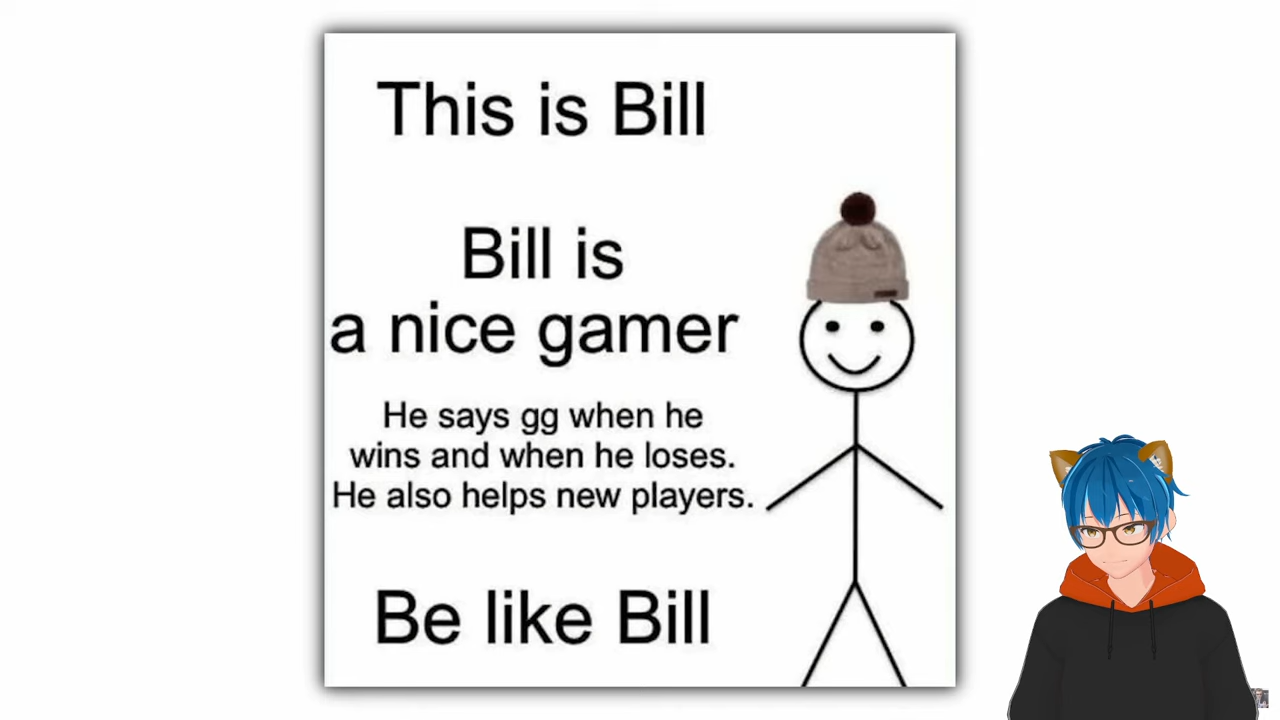 This is Bill
Bill is
a nice gamer
He says gg when he
wins and when he loses.
He also helps new players.
Be like Bill